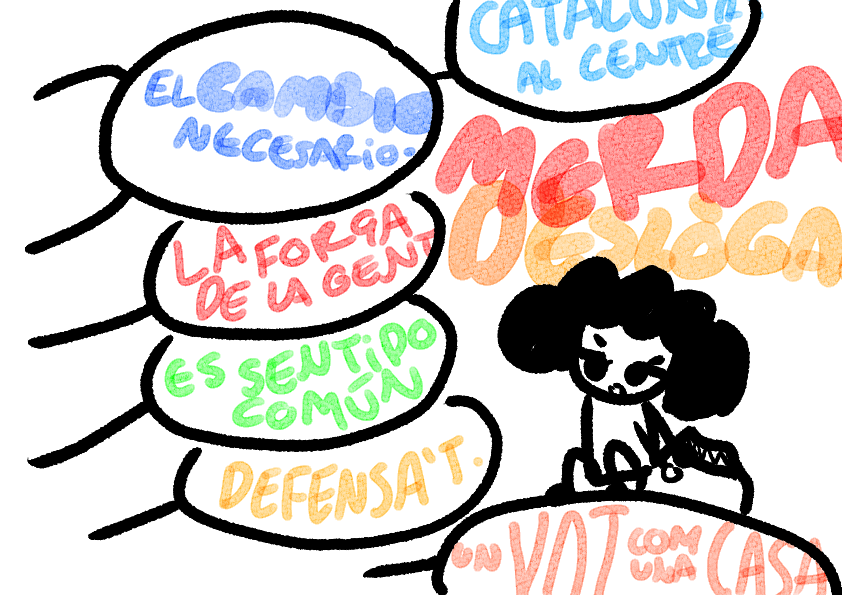 CATALUNYA
AL CENTRE
EL CAMBIO
NECESARIO.
MERDA
D'ESLÒGA
LA FORÇA
DE LA GENT
ES SENTIDO
COMÚN
DEFENSA'T.
UN VOT COM UNA CASA